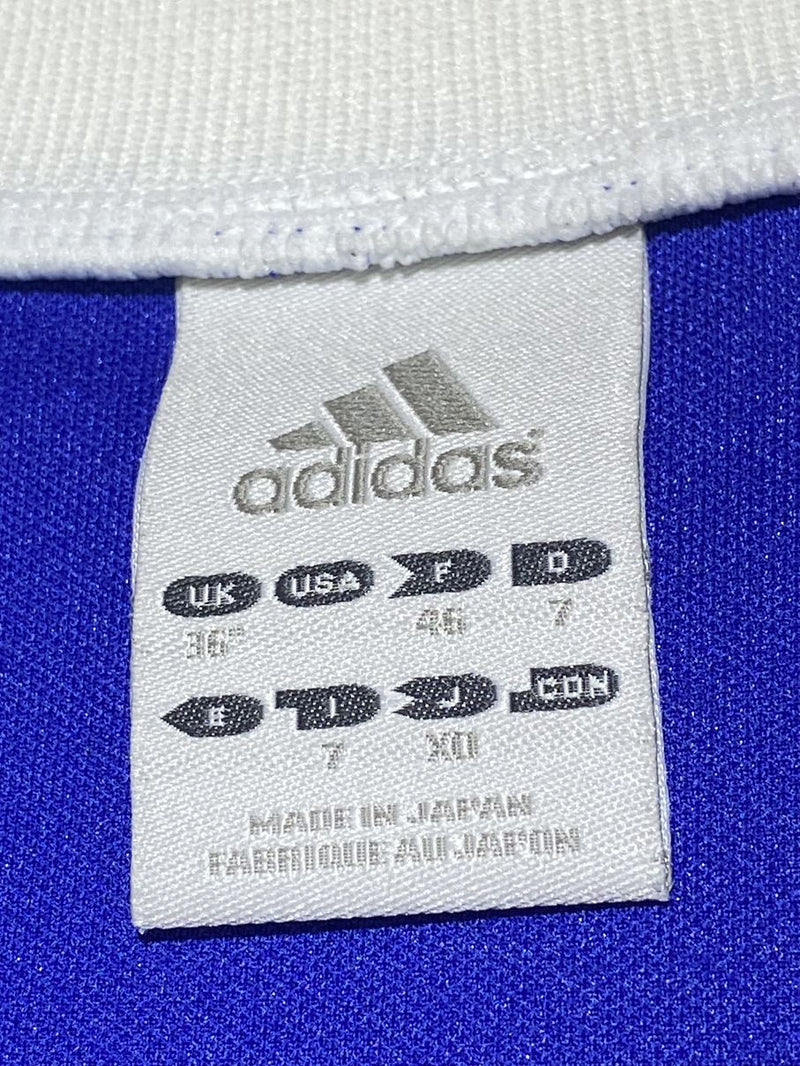 adidas
UK USA F D
36" 46 7
E I J CDN
7 XO
MADE IN JAPAN
FABRIQUE AU JAPON